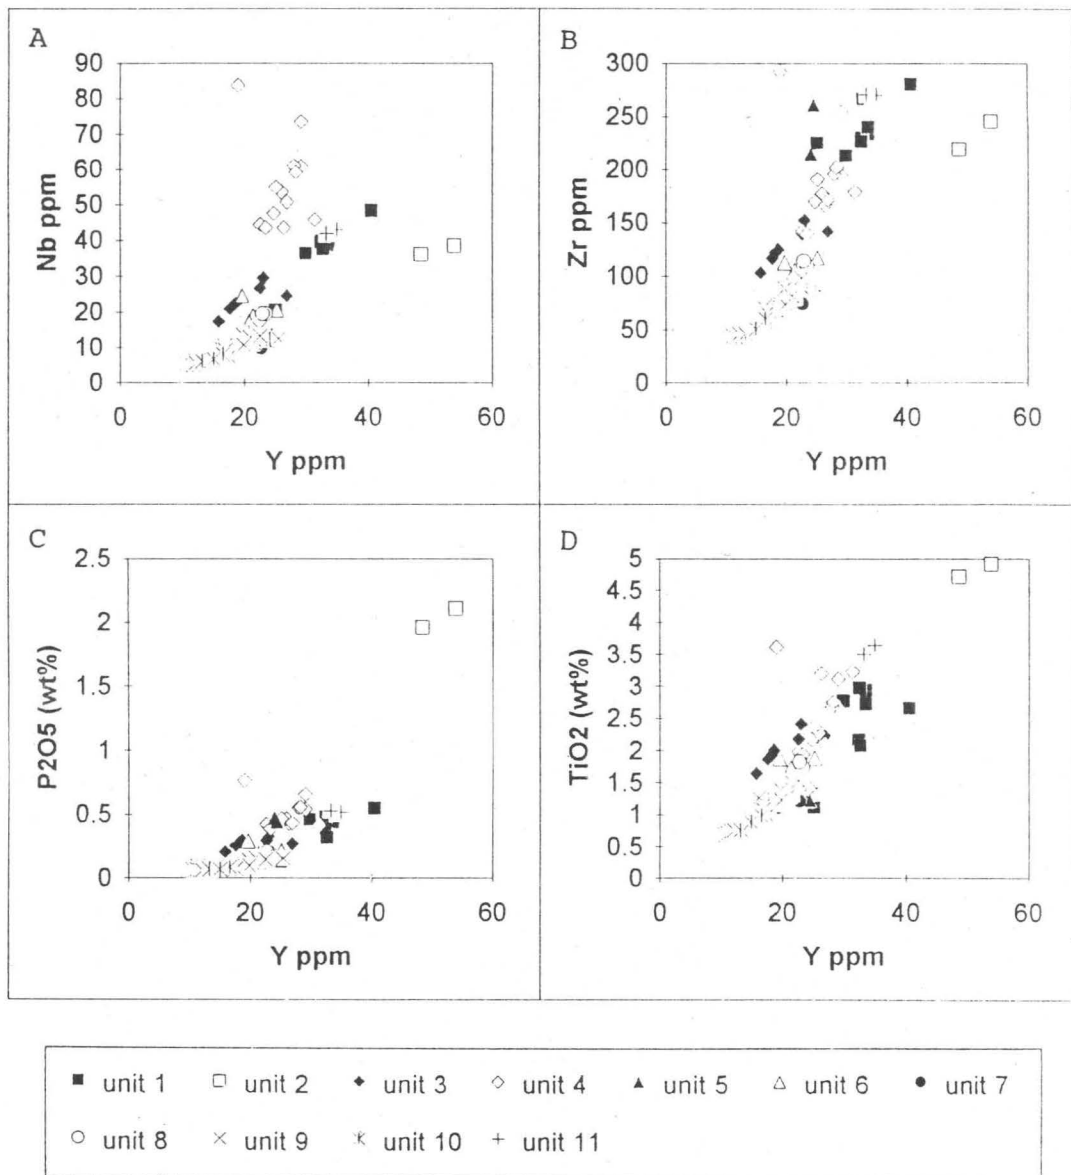 A
90
80
70
60
50
40
30
20
10
0
Nb ppm
0 20 40 60
Y ppm
B
300
250
200
150
100
50
0
Zr ppm
0 20 40 60
Y ppm
C
2.5
2
1.5
1
0.5
0
P2O5 (wt%)
0 20 40 60
Y ppm
D
5
4.5
4
3.5
3
2.5
2
1.5
1
0.5
0
TiO2 (wt%)
0 20 40 60
Y ppm
unit 1 unit 2 unit 3 unit 4 unit 5 unit 6 unit 7
unit 8 unit 9 unit 10 unit 11